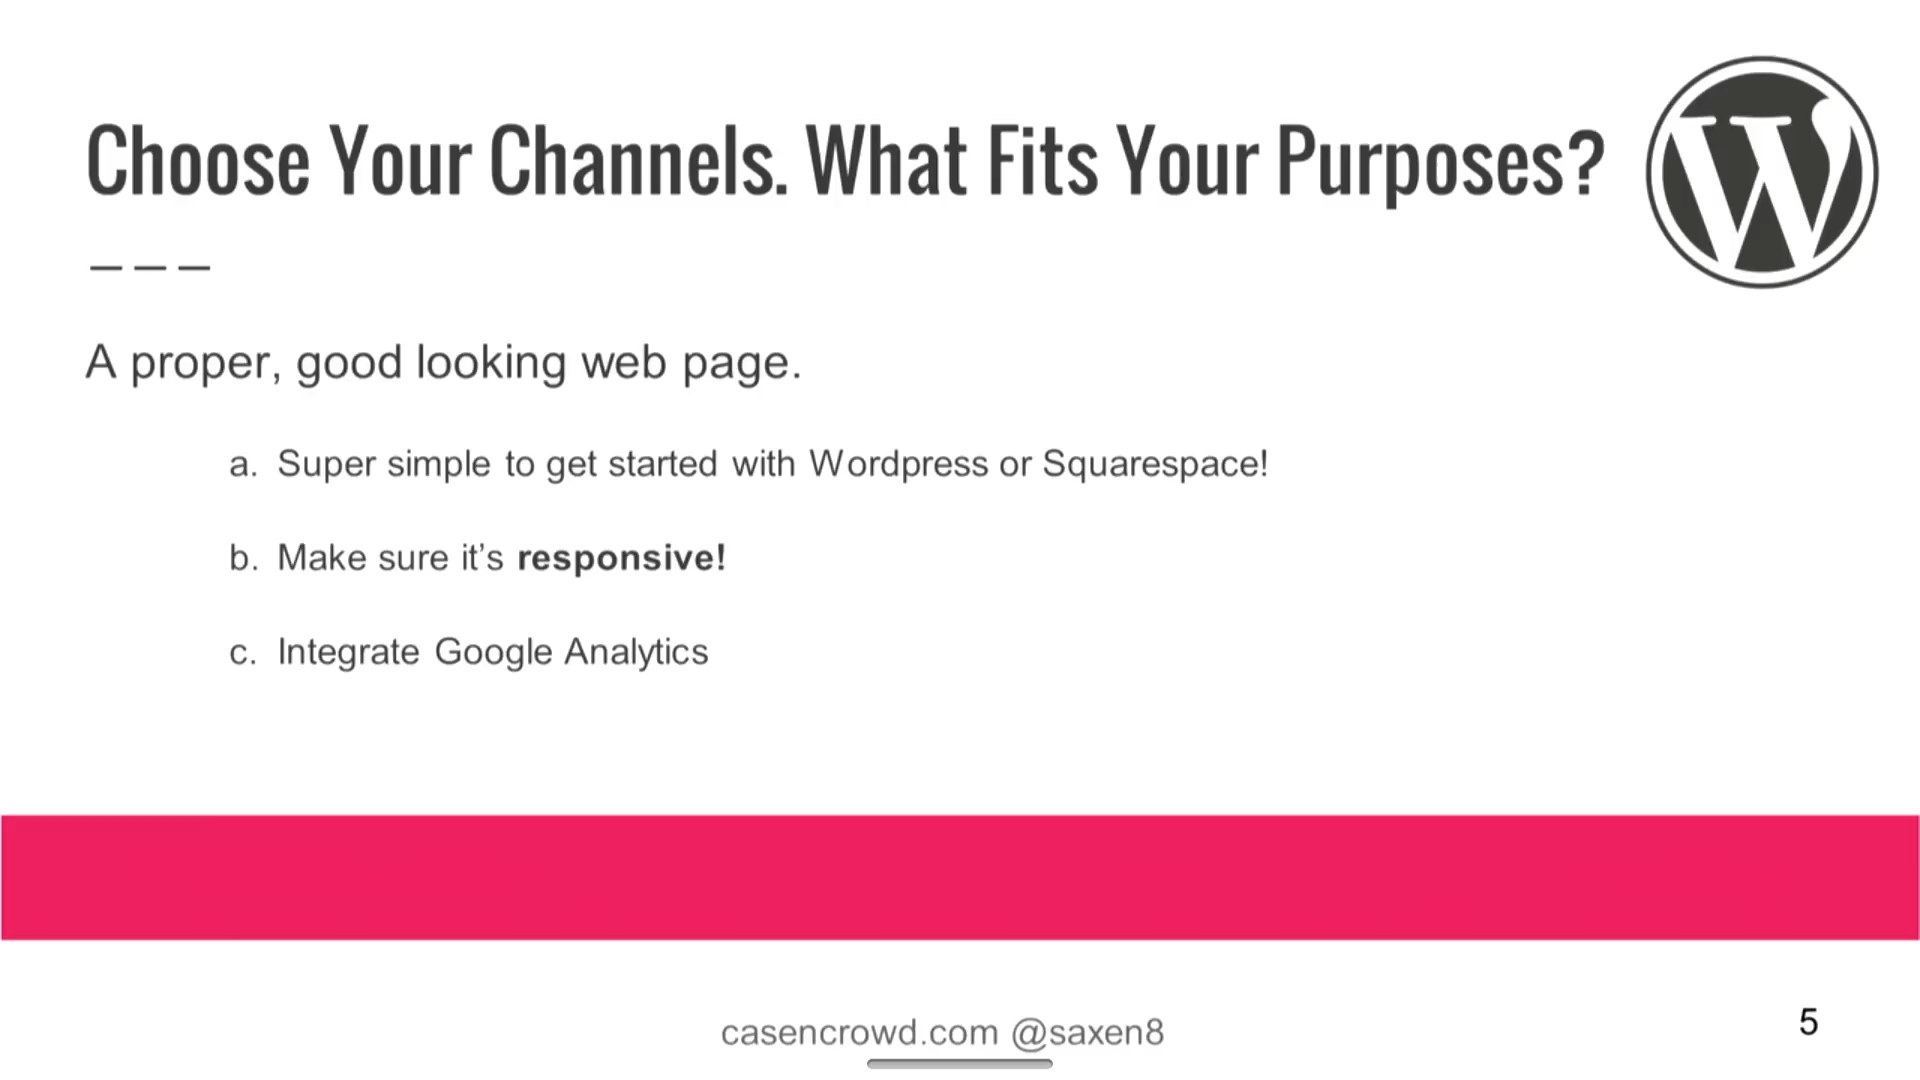 Choose Your Channels. What Fits Your Purposes?
A proper, good looking web page.
a. Super simple to get started with Wordpress or Squarespace!
b. Make sure it’s responsive!
c. Integrate Google Analytics
casencrowd.com @saxen8
5